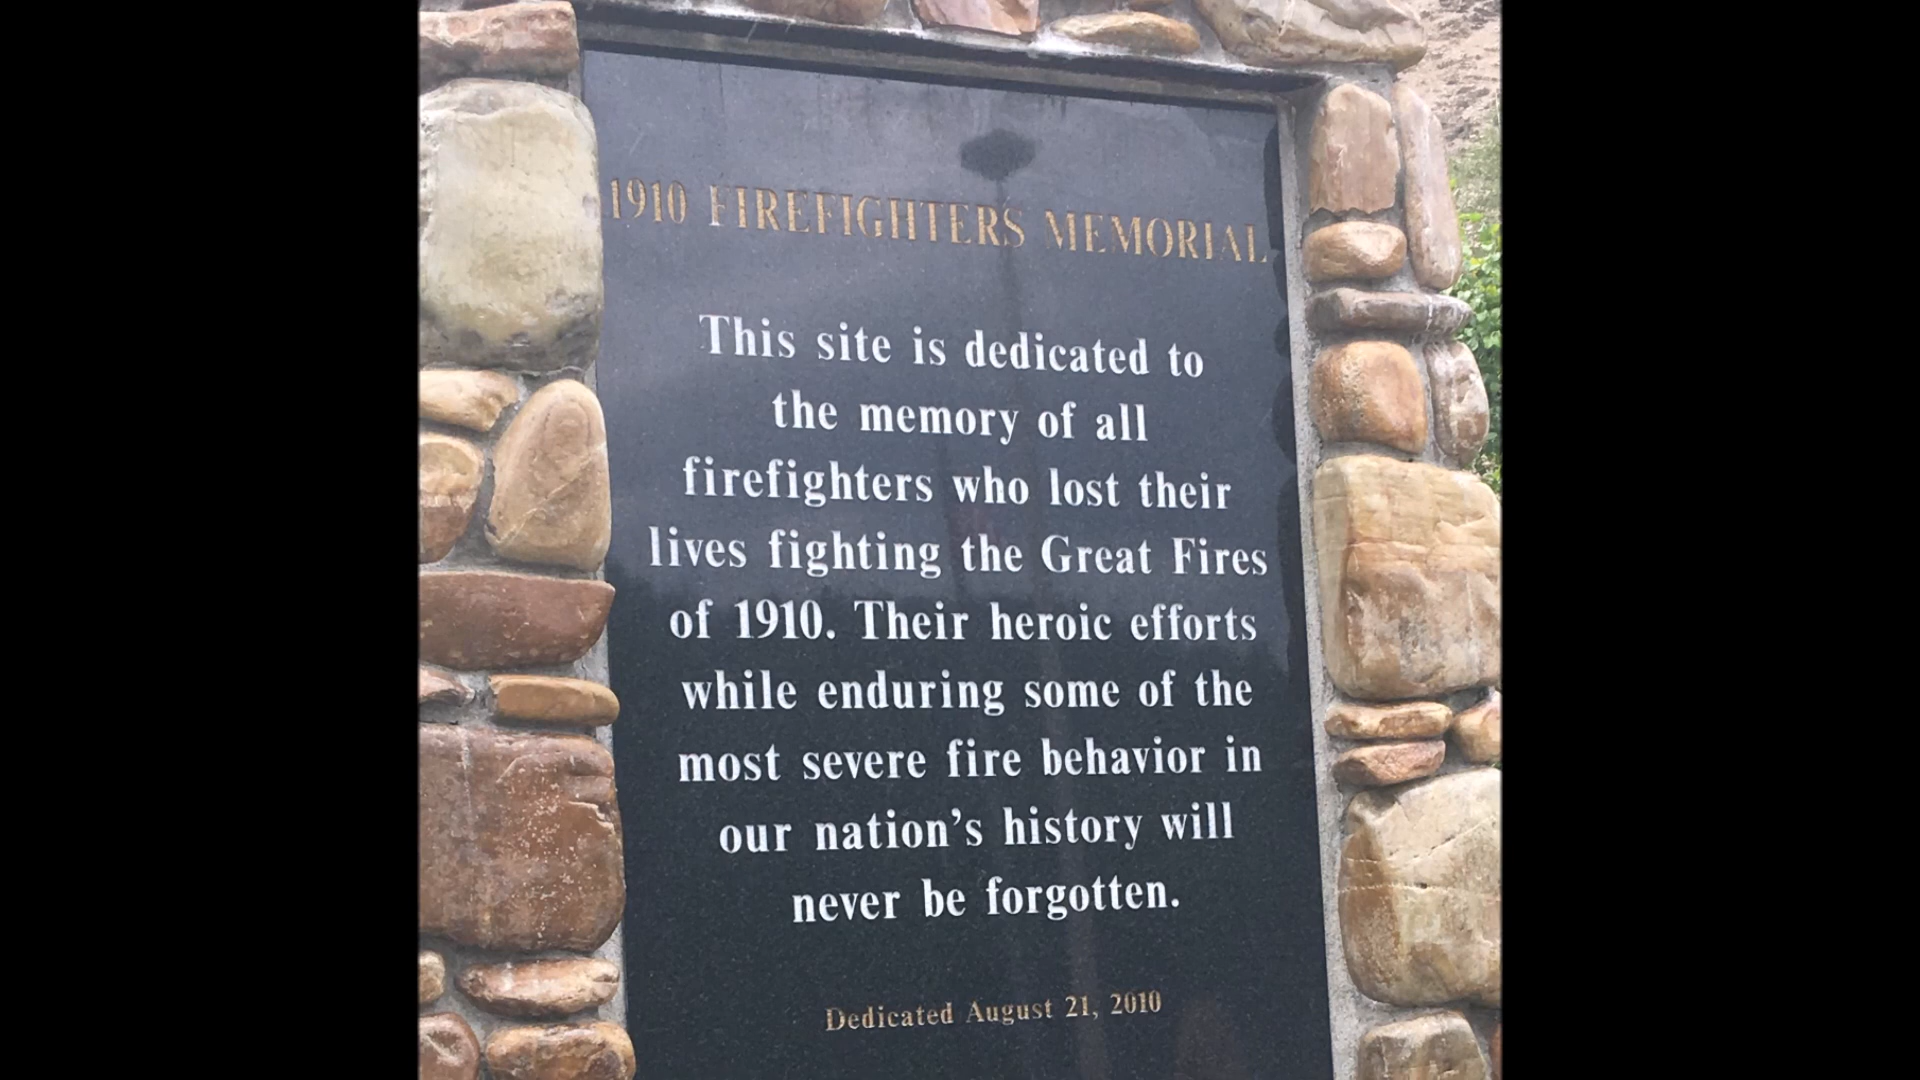 1910 FIREFIGHTERS MEMORIAL
This site is dedicated to
the memory of all
firefighters who lost their
lives fighting the Great Fires
of 1910. Their heroic efforts
while enduring some of the
most severe fire behavior in
our nation’s history will
never be forgotten.
Dedicated August 21, 2010